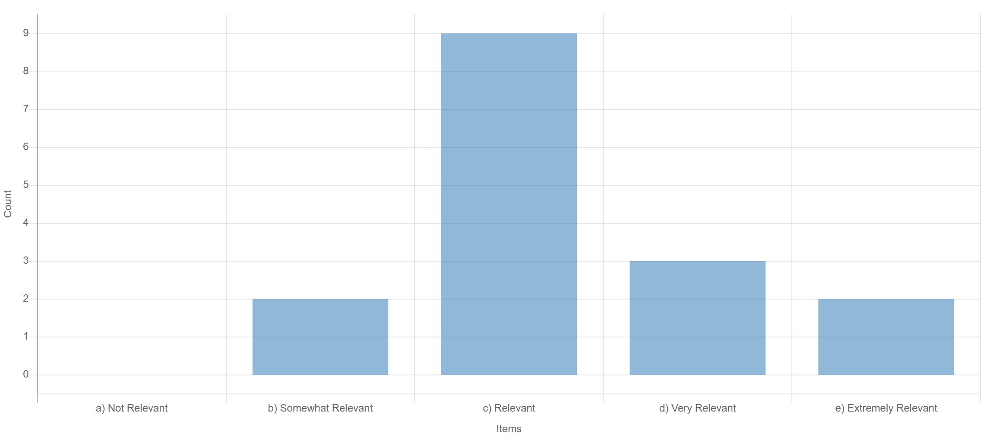 9
8
7
6
5
4
3
2
1
0
Count
a) Not Relevant
b) Somewhat Relevant
c) Relevant
d) Very Relevant
e) Extremely Relevant
Items